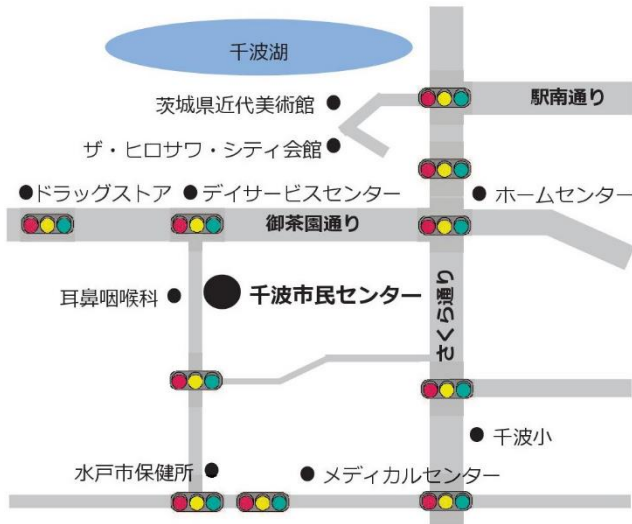 千波湖
駅南通り
茨城県近代美術館
ザ・ヒロサワ・シティ会館
ドラッグストア
デイサービスセンター
ホームセンター
御茶園通り
耳鼻咽喉科
千波市民センター
さくら通り
千波小
水戸市保健所
メディカルセンター